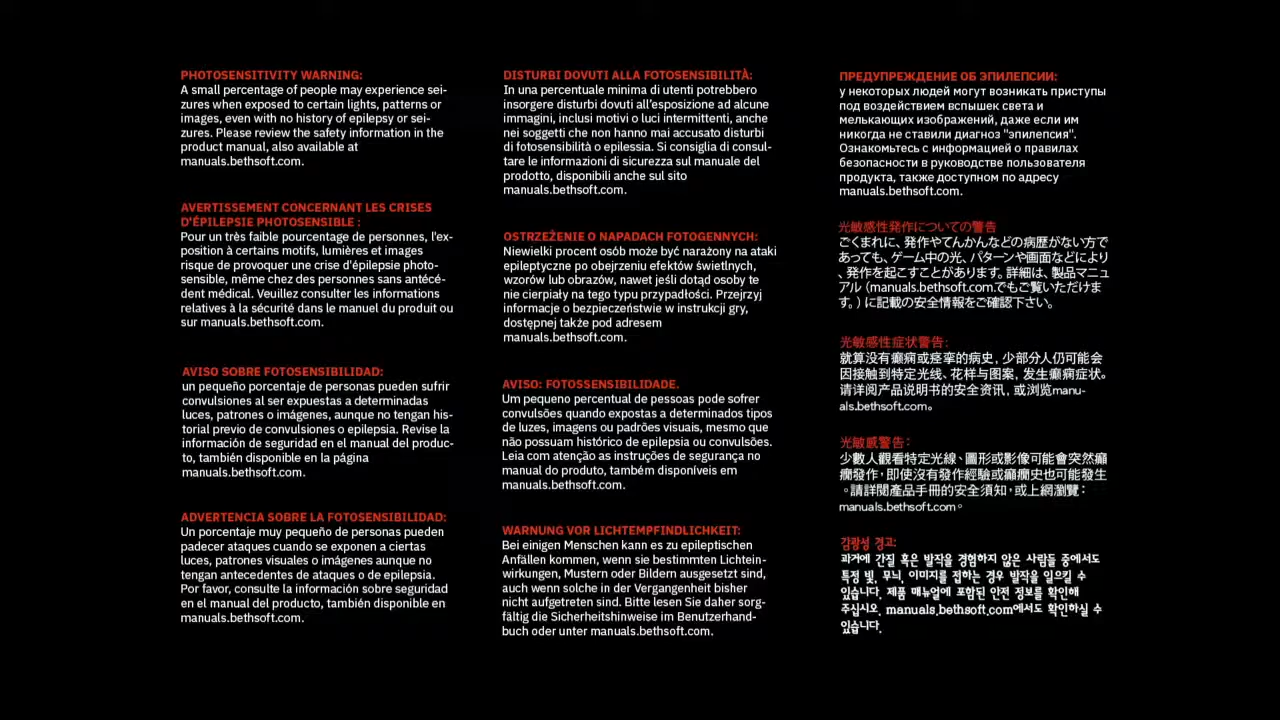 PHOTOSENSITIVITY WARNING:
A small percentage of people may experience sei-
zures when exposed to certain lights, patterns or
images, even with no history of epilepsy or sei-
zures. Please review the safety information in the
product manual, also available at
manuals.bethsoft.com.
AVERTISSEMENT CONCERNANT LES CRISES
D'ÉPILEPSIE PHOTOSENSIBLE :
Pour un très faible pourcentage de personnes, l'ex-
position à certains motifs, lumières et images
risque de provoquer une crise d'épilepsie photo-
sensible, même chez des personnes sans antécé-
dent médical. Veuillez consulter les informations
relatives à la sécurité dans le manuel du produit ou
sur manuals.bethsoft.com.
AVISO SOBRE FOTOSENSIBILIDAD:
un pequeño porcentaje de personas pueden sufrir
convulsiones al ser expuestas a determinadas
luces, patrones o imágenes, aunque no tengan his-
torial previo de convulsiones o epilepsia. Revise la
información de seguridad en el manual del produc-
to, también disponible en la página
manuals.bethsoft.com.
ADVERTENCIA SOBRE LA FOTOSENSIBILIDAD:
Un porcentaje muy pequeño de personas pueden
padecer ataques cuando se exponen a ciertas
luces, patrones visuales o imágenes aunque no
tengan antecedentes de ataques o de epilepsia.
Por favor, consulte la información sobre seguridad
en el manual del producto, también disponible en
manuals.bethsoft.com.
DISTURBI DOVUTI ALLA FOTOSENSIBILITÀ:
In una percentuale minima di utenti potrebbero
insorgere disturbi dovuti all'esposizione ad alcune
immagini, inclusi motivi o luci intermittenti, anche
nei soggetti che non hanno mai accusato disturbi
di fotosensibilità o epilessia. Si consiglia di consul-
tare le informazioni di sicurezza sul manuale del
prodotto, disponibili anche sul sito
manuals.bethsoft.com.
OSTRZEŻENIE O NAPADACH FOTOGENNYCH:
Niewielki procent osób może być narażony na ataki
epileptyczne po obejrzeniu efektów świetlnych,
wzorów lub obrazów, nawet jeśli dotąd osoby te
nie cierpiały na tego typu przypadłości. Przejrzyj
informacje o bezpieczeństwie w instrukcji gry,
dostępnej także pod adresem
manuals.bethsoft.com.
AVISO: FOTOSSENSIBILIDADE.
Um pequeno percentual de pessoas pode sofrer
convulsões quando expostas a determinados tipos
de luzes, imagens ou padrões visuais, mesmo que
não possuam histórico de epilepsia ou convulsões.
Leia com atenção as instruções de segurança no
manual do produto, também disponíveis em
manuals.bethsoft.com.
WARNUNG VOR LICHTEMPFINDLICHKEIT:
Bei einigen Menschen kann es zu epileptischen
Anfällen kommen, wenn sie bestimmten Lichtein-
wirkungen, Mustern oder Bildern ausgesetzt sind,
auch wenn solche in der Vergangenheit bisher
nicht aufgetreten sind. Bitte lesen Sie daher sorg-
fältig die Sicherheitshinweise im Benutzerhand-
buch oder unter manuals.bethsoft.com.
ПРЕДУПРЕЖДЕНИЕ ОБ ЭПИЛЕПСИИ:
у некоторых людей могут возникать приступы
под воздействием вспышек света и
мелькающих изображений, даже если им
никогда не ставили диагноз "эпилепсия".
Ознакомьтесь с информацией о правилах
безопасности в руководстве пользователя
продукта, также доступном по адресу
manuals.bethsoft.com.
光敏感性発作についての警告
ごくまれに、発作やてんかんなどの病歴がない方で
あっても、ゲーム中の光、パターンや画面などにより
、発作を起こすことがあります。詳細は、製品マニュ
アル（manuals.bethsoft.comでもご覧いただけま
す。）に記載の安全情報をご確認下さい。
光敏感性症状警告：
就算没有癫痫或痉挛的病史，少部分人仍可能会
因接触到特定光线、花样与图案，发生癫痫症状。
请详阅产品说明书的安全资讯，或浏览manu-
als.bethsoft.com。
光敏感警告：
少數人觀看特定光線、圖形或影像可能會突然癲
癇發作，即使沒有發作經驗或癲癇史也可能發生
。請詳閱產品手冊的安全須知，或上網瀏覽：
manuals.bethsoft.com。
감광성 경고:
과거에 간질 혹은 발작을 경험하지 않은 사람들 중에서도
특정 빛, 무늬, 이미지를 접하는 경우 발작을 일으킬 수
있습니다. 제품 매뉴얼에 포함된 안전 정보를 확인해
주십시오. manuals.bethsoft.com에서도 확인하실 수
있습니다.